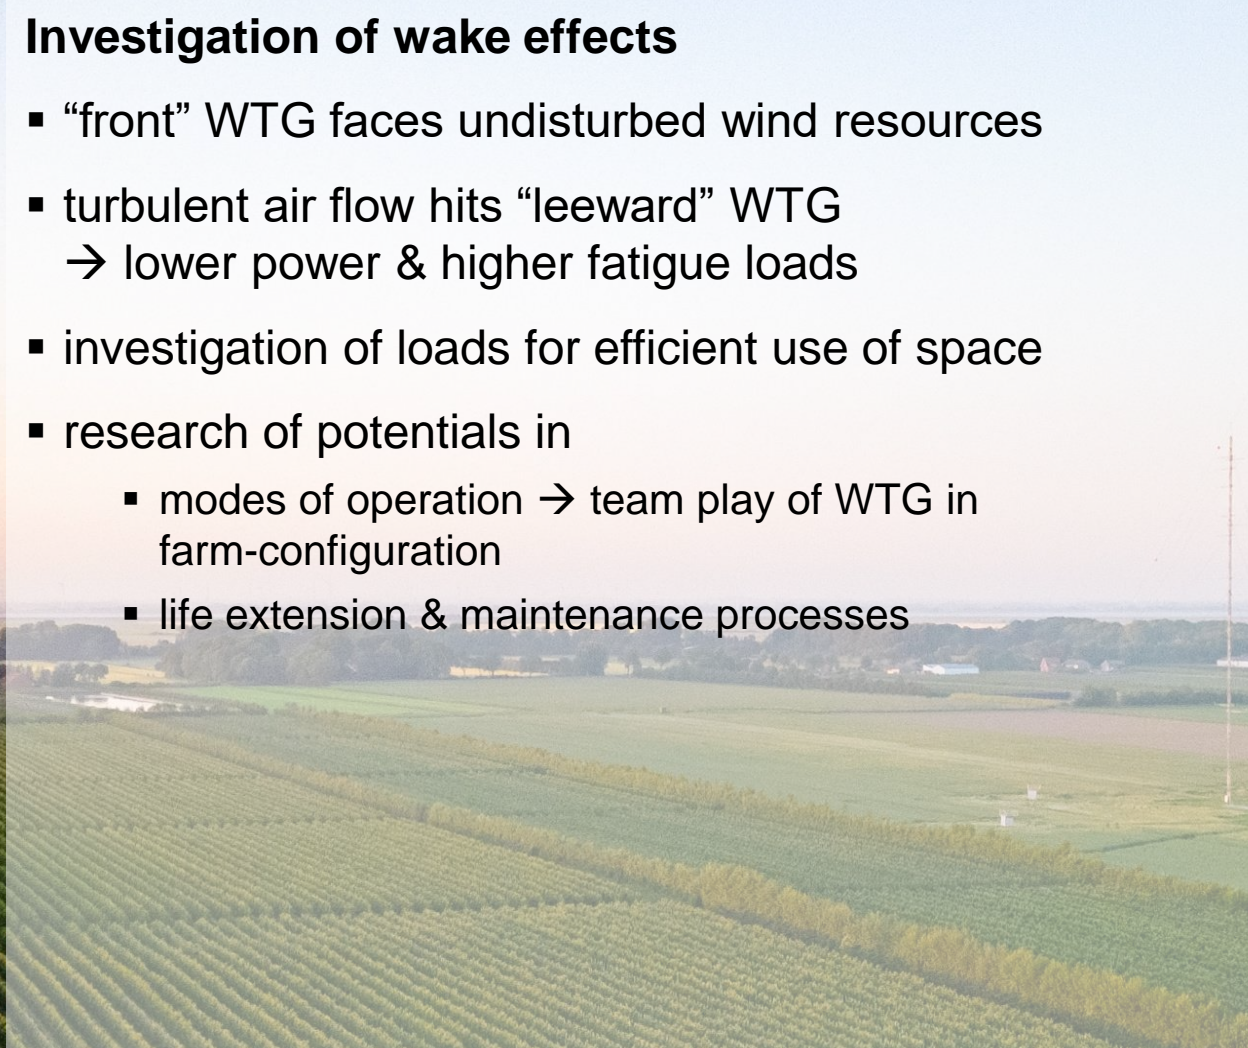 Investigation of wake effects
▪ “front” WTG faces undisturbed wind resources
▪ turbulent air flow hits “leeward” WTG
→ lower power & higher fatigue loads
▪ investigation of loads for efficient use of space
▪ research of potentials in
▪ modes of operation → team play of WTG in
farm-configuration
▪ life extension & maintenance processes